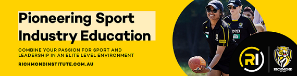 Pioneering Sport
Industry Education
COMBINE YOUR PASSION FOR SPORT AND
LEADERSHIP IN AN ELITE LEVEL ENVIRONMENT
RICHMONDINSTITUTE.COM.AU
RI
RICHMOND